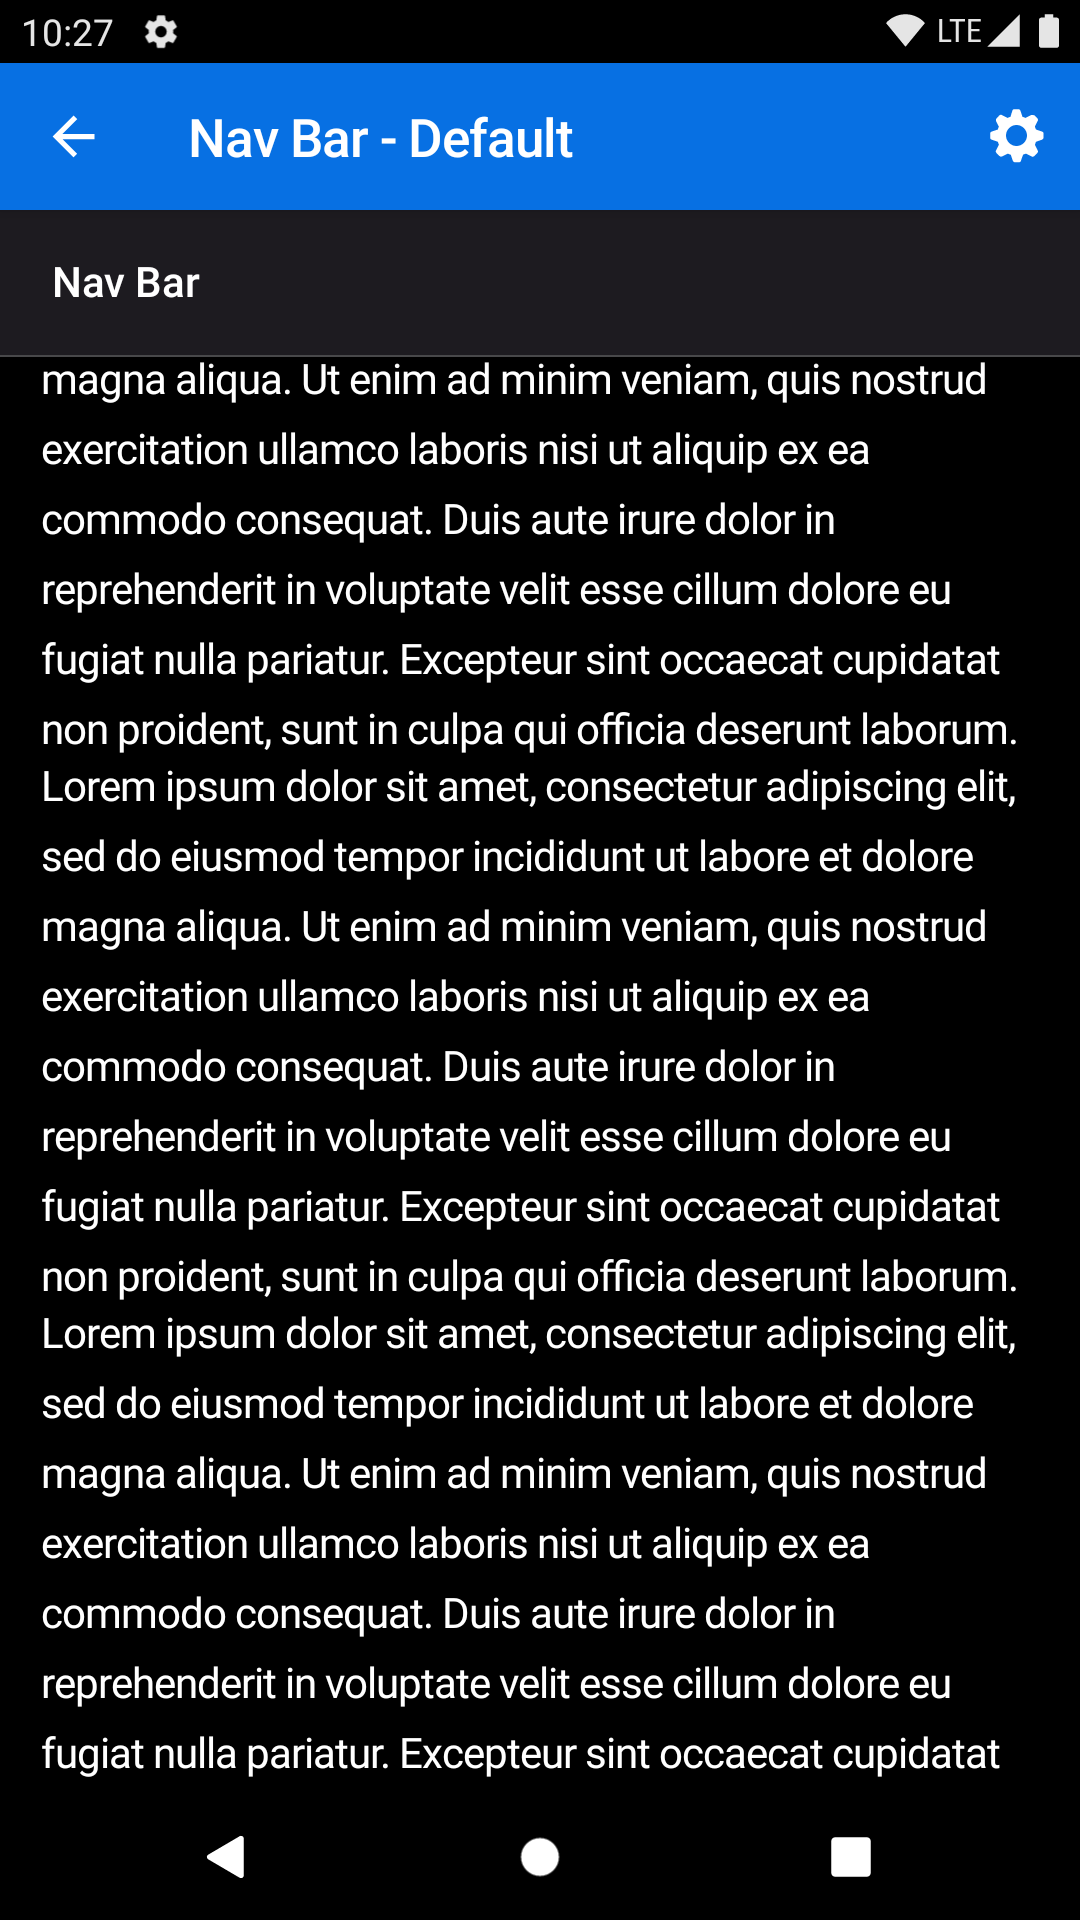 10:27
LTE
Nav Bar - Default
Nav Bar
magna aliqua. Ut enim ad minim veniam, quis nostrud
exercitation ullamco laboris nisi ut aliquip ex ea
commodo consequat. Duis aute irure dolor in
reprehenderit in voluptate velit esse cillum dolore eu
fugiat nulla pariatur. Excepteur sint occaecat cupidatat
non proident, sunt in culpa qui officia deserunt laborum.
Lorem ipsum dolor sit amet, consectetur adipiscing elit,
sed do eiusmod tempor incididunt ut labore et dolore
magna aliqua. Ut enim ad minim veniam, quis nostrud
exercitation ullamco laboris nisi ut aliquip ex ea
commodo consequat. Duis aute irure dolor in
reprehenderit in voluptate velit esse cillum dolore eu
fugiat nulla pariatur. Excepteur sint occaecat cupidatat
non proident, sunt in culpa qui officia deserunt laborum.
Lorem ipsum dolor sit amet, consectetur adipiscing elit,
sed do eiusmod tempor incididunt ut labore et dolore
magna aliqua. Ut enim ad minim veniam, quis nostrud
exercitation ullamco laboris nisi ut aliquip ex ea
commodo consequat. Duis aute irure dolor in
reprehenderit in voluptate velit esse cillum dolore eu
fugiat nulla pariatur. Excepteur sint occaecat cupidatat